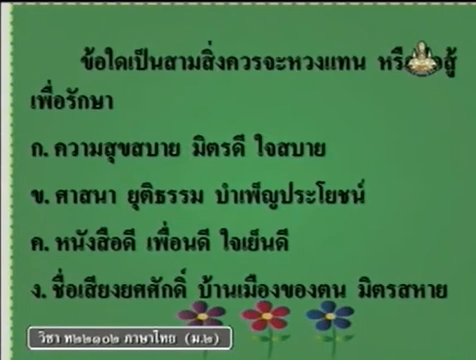 ข้อใดเป็นสามสิ่งควรจะหวงแทน
เพื่อรักษา
ก. ความสุขสบาย มิตรดี ใจสบาย
ข. ศาสนา ยุติธรรม บำเพ็ญประโยชน์
ค. หนังสือดี เพื่อนดี ใจเย็นดี
ง. ชื่อเสียงยศศักดิ์ บ้านเมืองของตน มิตรสหาย
วิชา ท๒๒๑๐๒ ภาษาไทย (ม.๒)